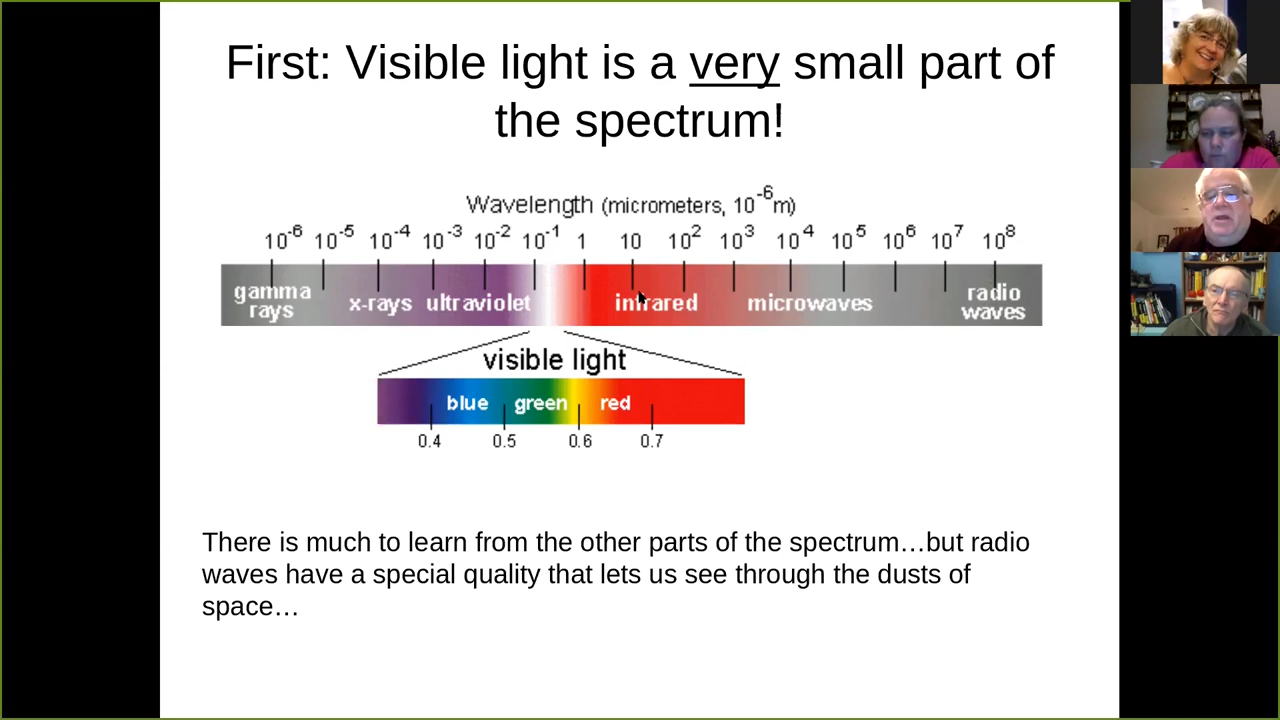 First: Visible light is a very small part of
the spectrum!
Wavelength (micrometers, 10⁻⁶m)
10⁻⁶ 10⁻⁵ 10⁻⁴ 10⁻³ 10⁻² 10⁻¹ 1 10 10² 10³ 10⁴ 10⁵ 10⁶ 10⁷ 10⁸
gamma
rays
x-rays ultraviolet infrared microwaves
radio
waves
visible light
blue green red
0.4 0.5 0.6 0.7
There is much to learn from the other parts of the spectrum…but radio
waves have a special quality that lets us see through the dusts of
space…